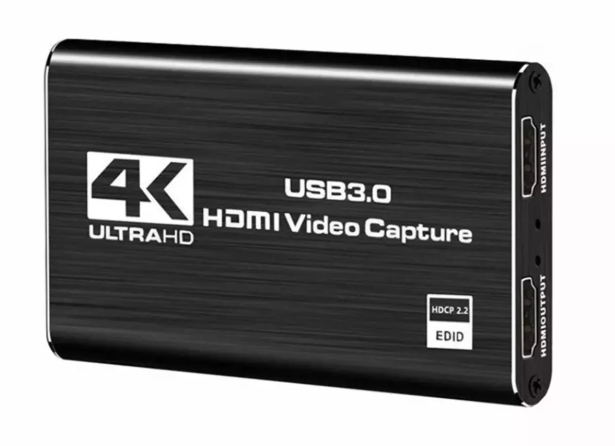 4K
ULTRAHD
USB3.0
HDMI Video Capture
HDCP 2.2
EDID
HDMIINPUT
HDMIOUTPUT